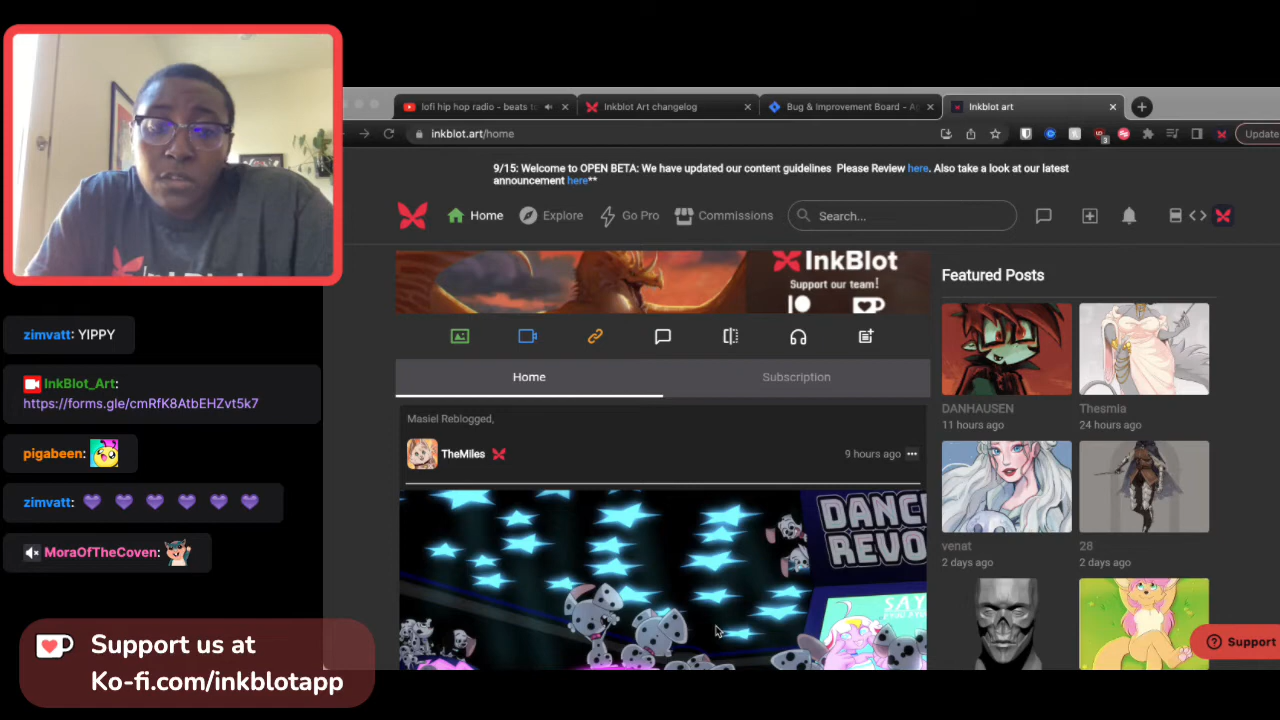 lofi hip hop radio - beats t
Inkblot Art changelog
Bug & Improvement Board - A
Inkblot art
inkblot.art/home
Update
9/15: Welcome to OPEN BETA: We have updated our content guidelines Please Review here. Also take a look at our latest
announcement here**
Home
Explore
Go Pro
Commissions
Search...
InkBlot
Support our team!
Home
Subscription
Masiel Reblogged,
TheMiles
9 hours ago
DANC
REVO
SAY
Featured Posts
DANHAUSEN
11 hours ago
Thesmia
24 hours ago
venat
2 days ago
28
2 days ago
Support
InkBlot
zimvatt: YIPPY
InkBlot_Art:
https://forms.gle/cmRfK8AtbEHZvt5k7
pigabeen:
zimvatt:
MoraOfTheCoven:
Support us at
Ko-fi.com/inkblotapp